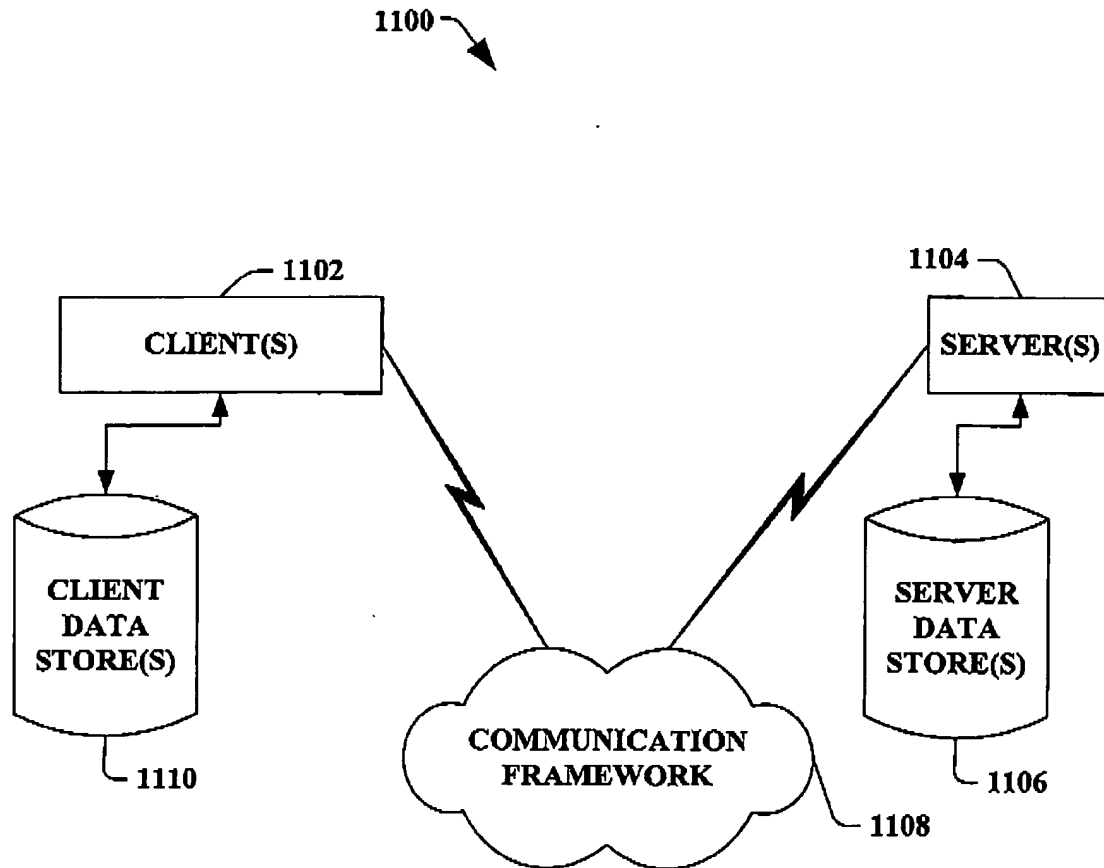 1100
1102
1104
CLIENT(S)
SERVER(S)
CLIENT
DATA
STORE(S)
SERVER
DATA
STORE(S)
COMMUNICATION
FRAMEWORK
1110
1106
1108